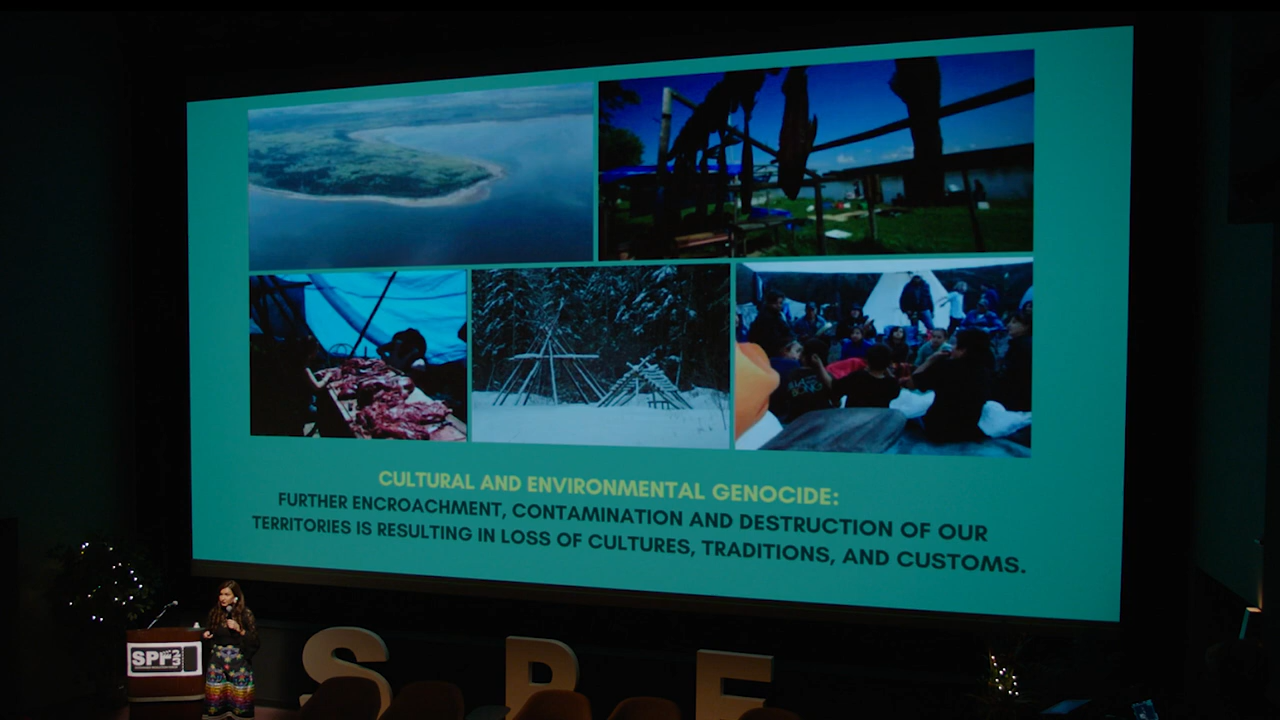 CULTURAL AND ENVIRONMENTAL GENOCIDE:
FURTHER ENCROACHMENT, CONTAMINATION AND DESTRUCTION OF OUR
TERRITORIES IS RESULTING IN LOSS OF CULTURES, TRADITIONS, AND CUSTOMS.
SPF
S P F